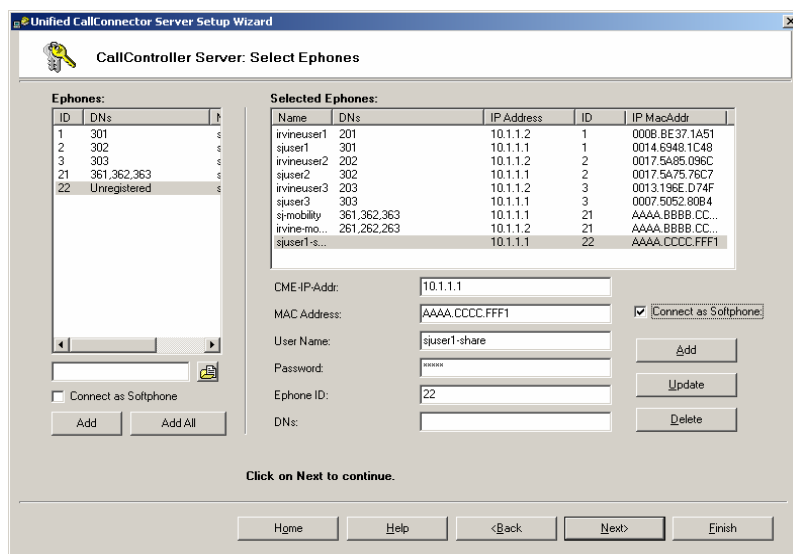 Unified CallConnector Server Setup Wizard
CallController Server: Select Ephones
Ephones:
ID DNs
1 301
2 302
3 303
21 361,362,363
22 Unregistered
Connect as Softphone
Add Add All
Selected Ephones:
Name DNs IP Address ID IP MacAddr
irvineuser1 201 10.1.1.2 1 000B.BE37.1A51
sjuser1 301 10.1.1.1 1 0014.6948.1C48
irvineuser2 202 10.1.1.2 2 0017.5A85.096C
sjuser2 302 10.1.1.1 2 0017.5A75.76C7
irvineuser3 203 10.1.1.2 3 0013.196E.D74F
sjuser3 303 10.1.1.1 3 0007.5052.80B4
sj-mobility 361,362,363 10.1.1.1 21 AAAA.BBBB.CC...
irvine-mo... 261,262,263 10.1.1.2 21 AAAA.BBBB.CC...
sjuser1-s... 10.1.1.1 22 AAAA.CCCC.FFF1
CME-IP-Addr: 10.1.1.1
MAC Address: AAAA.CCCC.FFF1
Connect as Softphone:
User Name: sjuser1-share
Password: xxxxx
Ephone ID: 22
DNs:
Add
Update
Delete
Click on Next to continue.
Home Help <Back Next> Finish